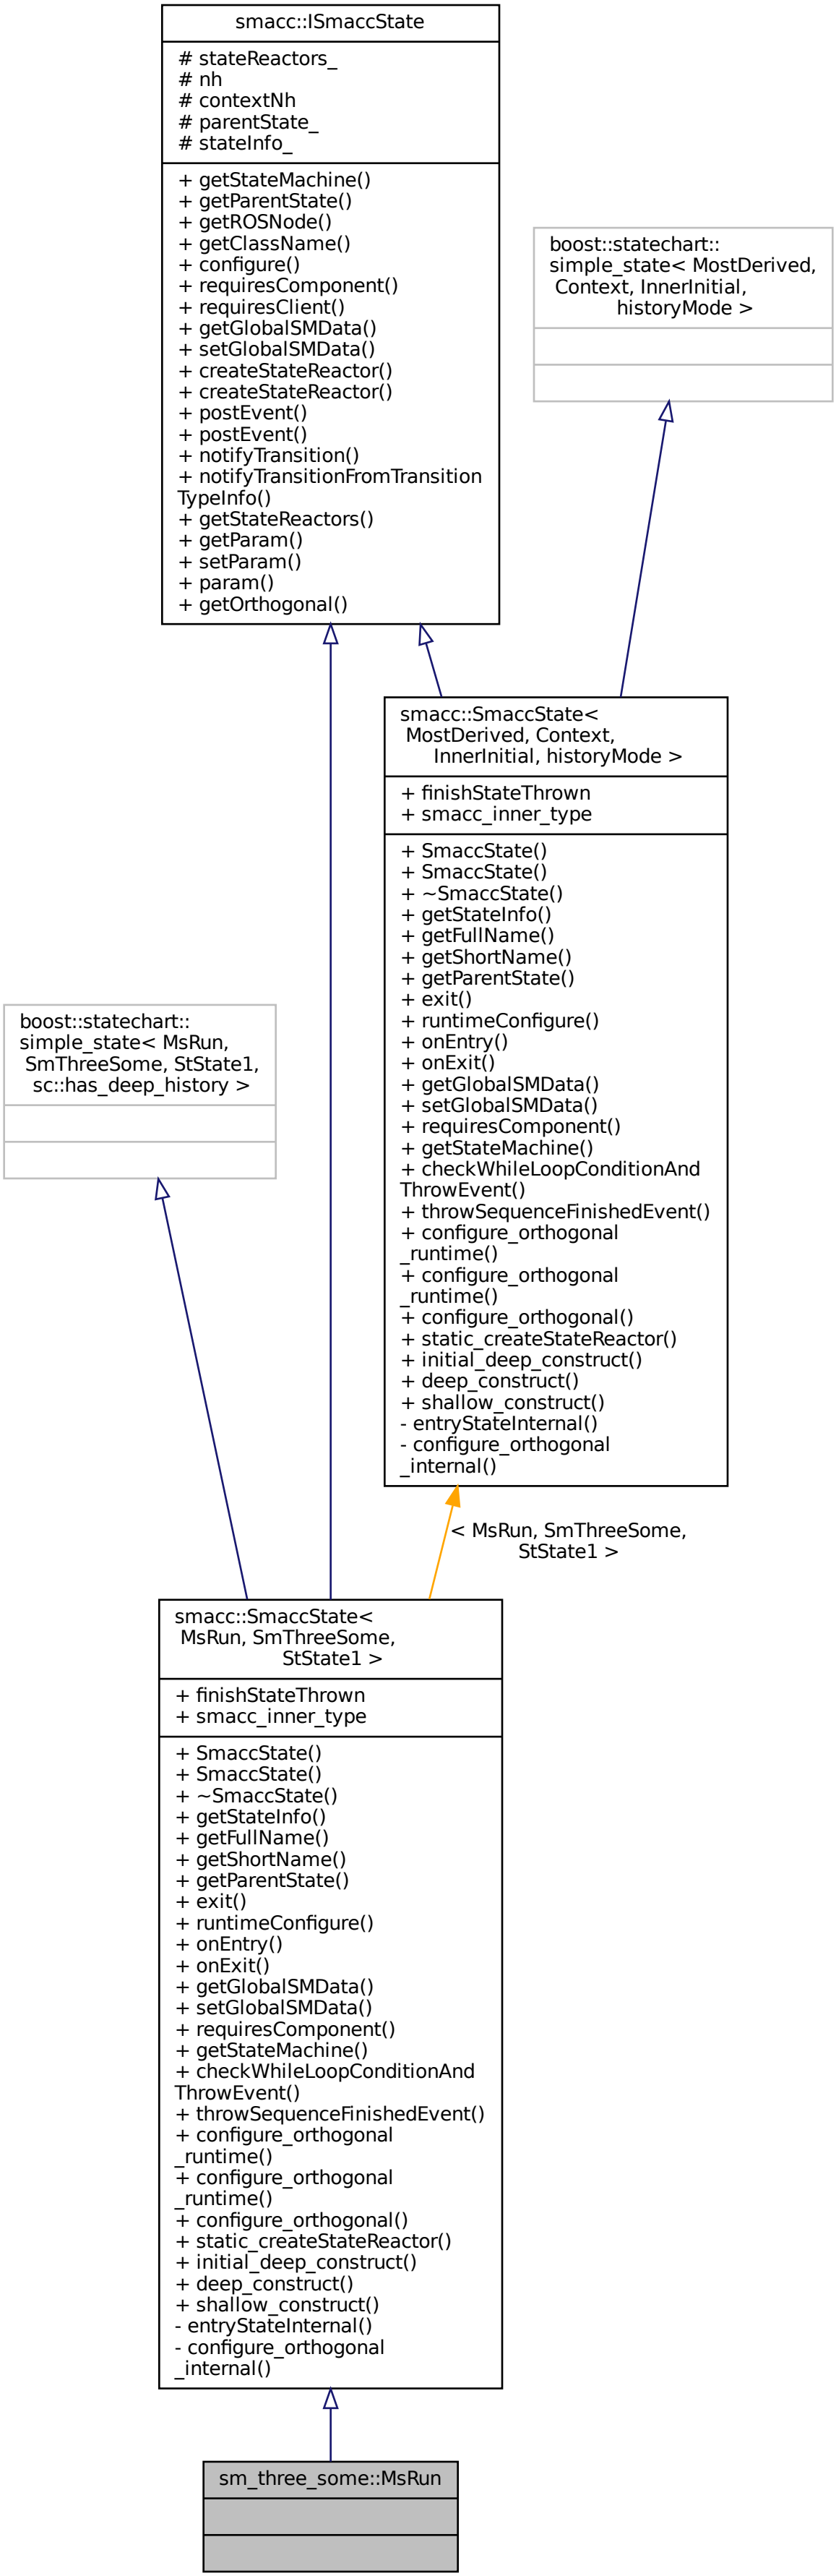 smacc::ISmaccState
# stateReactors_
# nh
# contextNh
# parentState_
# stateInfo_
+ getStateMachine()
+ getParentState()
+ getROSNode()
+ getClassName()
+ configure()
+ requiresComponent()
+ requiresClient()
+ getGlobalSMData()
+ setGlobalSMData()
+ createStateReactor()
+ createStateReactor()
+ postEvent()
+ postEvent()
+ notifyTransition()
+ notifyTransitionFromTransition
TypeInfo()
+ getStateReactors()
+ getParam()
+ setParam()
+ param()
+ getOrthogonal()
boost::statechart::
simple_state< MostDerived,
Context, InnerInitial,
historyMode >
smacc::SmaccState<
MostDerived, Context,
InnerInitial, historyMode >
+ finishStateThrown
+ smacc_inner_type
+ SmaccState()
+ SmaccState()
+ ~SmaccState()
+ getStateInfo()
+ getFullName()
+ getShortName()
+ getParentState()
+ exit()
+ runtimeConfigure()
+ onEntry()
+ onExit()
+ getGlobalSMData()
+ setGlobalSMData()
+ requiresComponent()
+ getStateMachine()
+ checkWhileLoopConditionAnd
ThrowEvent()
+ throwSequenceFinishedEvent()
+ configure_orthogonal
_runtime()
+ configure_orthogonal
_runtime()
+ configure_orthogonal()
+ static_createStateReactor()
+ initial_deep_construct()
+ deep_construct()
+ shallow_construct()
- entryStateInternal()
- configure_orthogonal
_internal()
boost::statechart::
simple_state< MsRun,
SmThreeSome, StState1,
sc::has_deep_history >
< MsRun, SmThreeSome,
StState1 >
smacc::SmaccState<
MsRun, SmThreeSome,
StState1 >
+ finishStateThrown
+ smacc_inner_type
+ SmaccState()
+ SmaccState()
+ ~SmaccState()
+ getStateInfo()
+ getFullName()
+ getShortName()
+ getParentState()
+ exit()
+ runtimeConfigure()
+ onEntry()
+ onExit()
+ getGlobalSMData()
+ setGlobalSMData()
+ requiresComponent()
+ getStateMachine()
+ checkWhileLoopConditionAnd
ThrowEvent()
+ throwSequenceFinishedEvent()
+ configure_orthogonal
_runtime()
+ configure_orthogonal
_runtime()
+ configure_orthogonal()
+ static_createStateReactor()
+ initial_deep_construct()
+ deep_construct()
+ shallow_construct()
- entryStateInternal()
- configure_orthogonal
_internal()
sm_three_some::MsRun